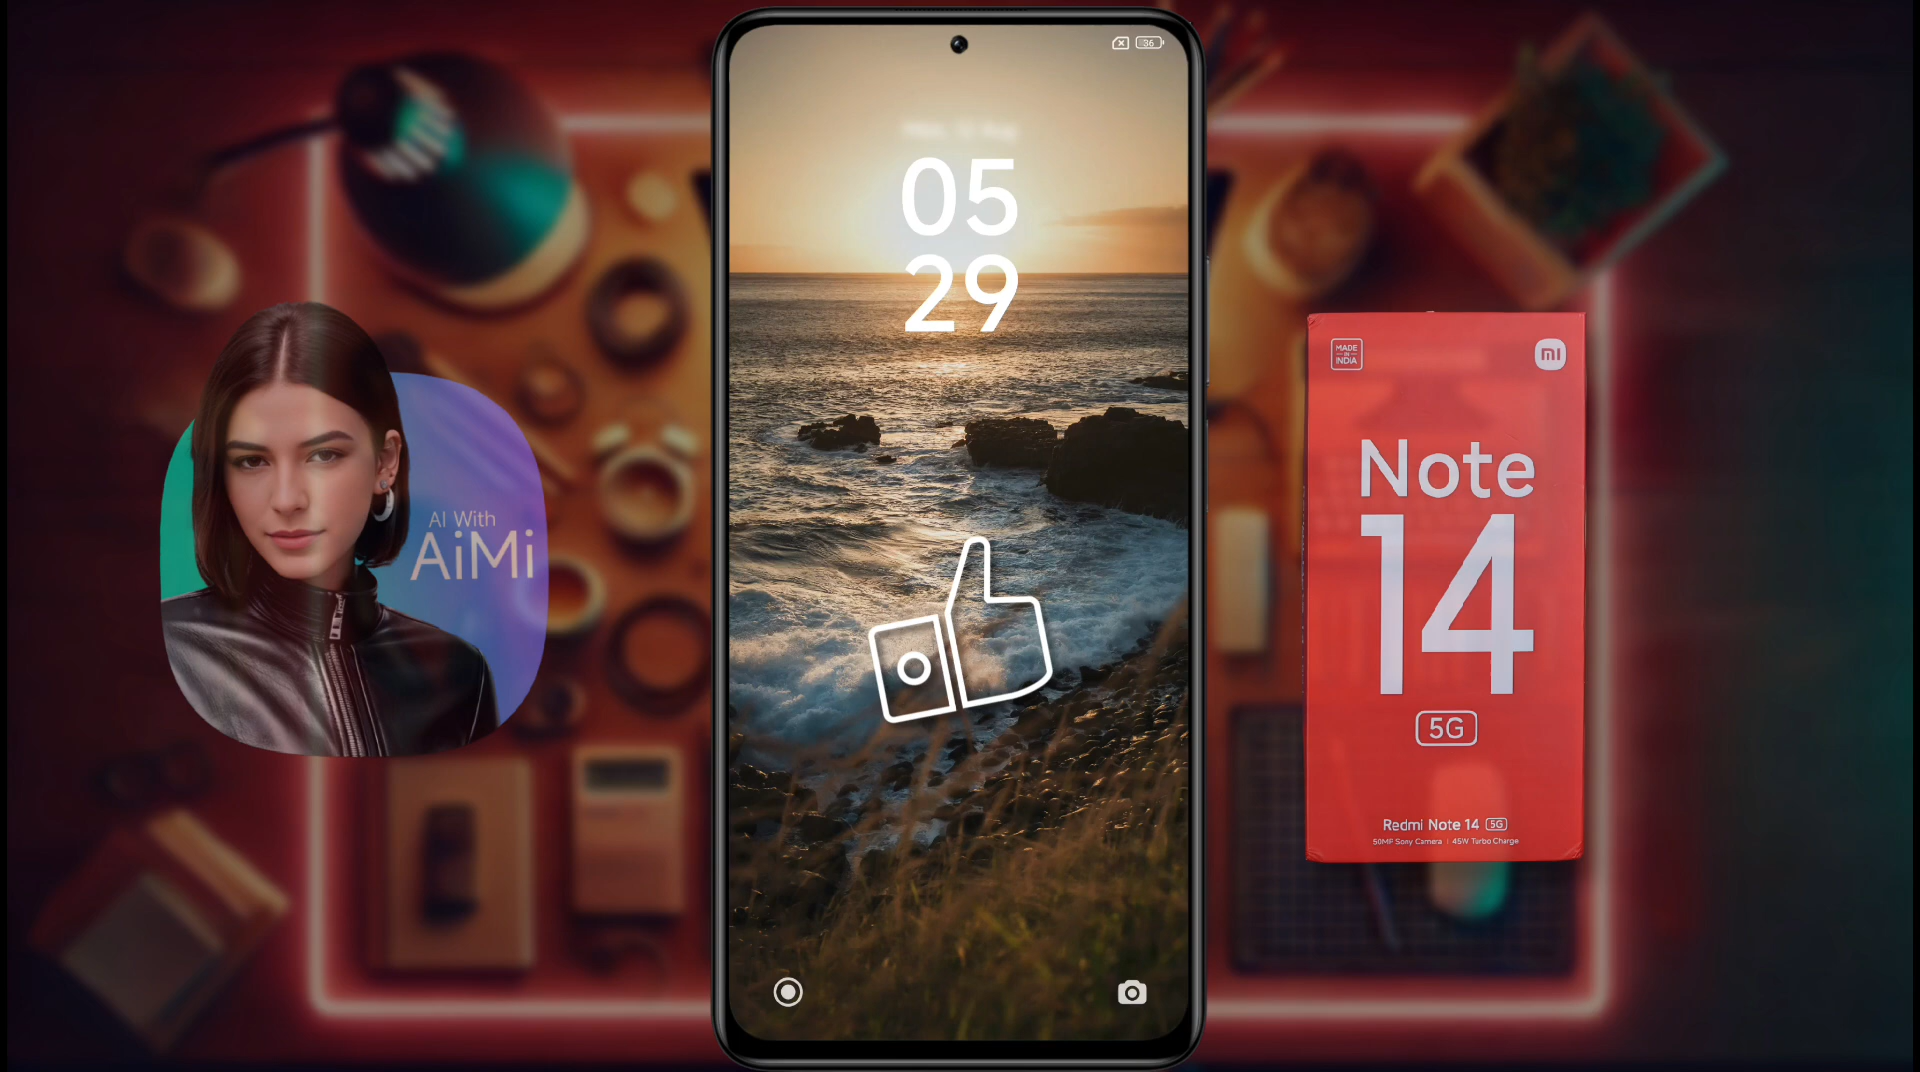 36
05
29
AI With
AiMi
MADE
IN
INDIA
mi
Note
14
5G
Redmi Note 14 5G
50MP Sony Camera | 45W Turbo Charge